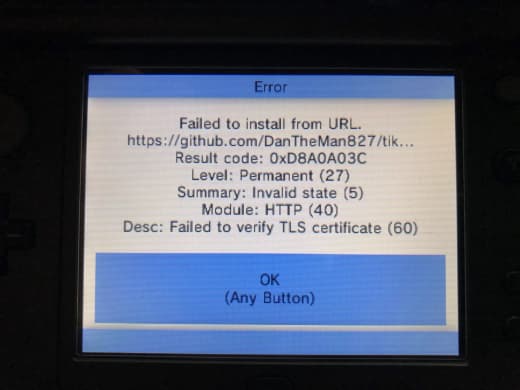 Error
Failed to install from URL.
https://github.com/DanTheMan827/tik...
Result code: 0xD8A0A03C
Level: Permanent (27)
Summary: Invalid state (5)
Module: HTTP (40)
Desc: Failed to verify TLS certificate (60)
OK
(Any Button)